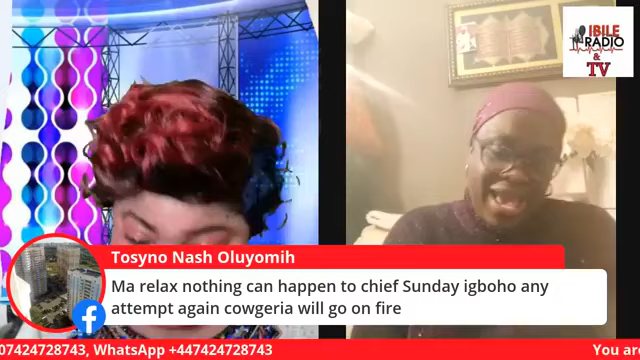 IBILE
RADIO
&
TV
Tosyno Nash Oluyomih
Ma relax nothing can happen to chief Sunday igboho any
attempt again cowgeria will go on fire
07424728743, WhatsApp +447424728743
You are